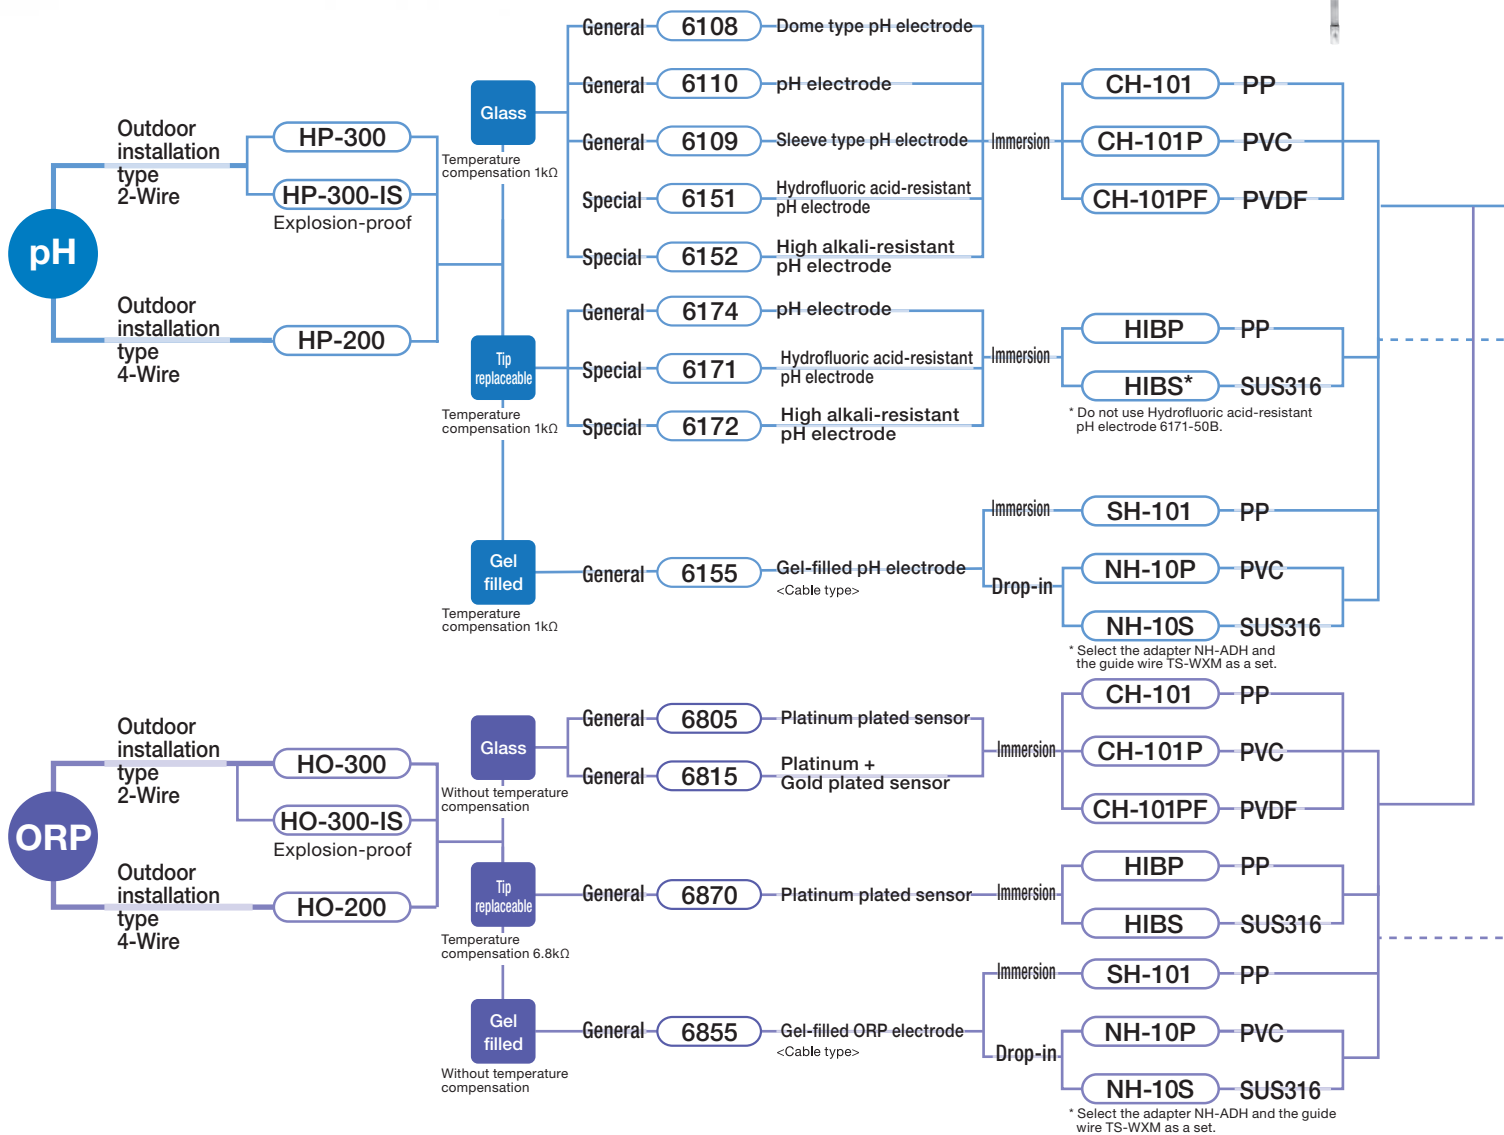 pH
Outdoor
installation
type
2-Wire
HP-300
HP-300-IS
Explosion-proof
Outdoor
installation
type
4-Wire
HP-200
Glass
Temperature
compensation 1kΩ
General 6108 Dome type pH electrode
General 6110 pH electrode
General 6109 Sleeve type pH electrode
Special 6151 Hydrofluoric acid-resistant
pH electrode
Special 6152 High alkali-resistant
pH electrode
Immersion
CH-101 PP
CH-101P PVC
CH-101PF PVDF
Tip
replaceable
Temperature
compensation 1kΩ
General 6174 pH electrode
Special 6171 Hydrofluoric acid-resistant
pH electrode
Special 6172 High alkali-resistant
pH electrode
Immersion
HIBP PP
HIBS* SUS316
* Do not use Hydrofluoric acid-resistant
pH electrode 6171-50B.
Gel
filled
Temperature
compensation 1kΩ
General 6155 Gel-filled pH electrode
<Cable type>
Immersion SH-101 PP
Drop-in
NH-10P PVC
NH-10S SUS316
* Select the adapter NH-ADH and
the guide wire TS-WXM as a set.
ORP
Outdoor
installation
type
2-Wire
HO-300
HO-300-IS
Explosion-proof
Outdoor
installation
type
4-Wire
HO-200
Glass
Without temperature
compensation
General 6805 Platinum plated sensor
General 6815 Platinum +
Gold plated sensor
Immersion
CH-101 PP
CH-101P PVC
CH-101PF PVDF
Tip
replaceable
Temperature
compensation 6.8kΩ
General 6870 Platinum plated sensor
Immersion
HIBP PP
HIBS SUS316
Gel
filled
Without temperature
compensation
General 6855 Gel-filled ORP electrode
<Cable type>
Immersion SH-101 PP
Drop-in
NH-10P PVC
NH-10S SUS316
* Select the adapter NH-ADH and the guide
wire TS-WXM as a set.